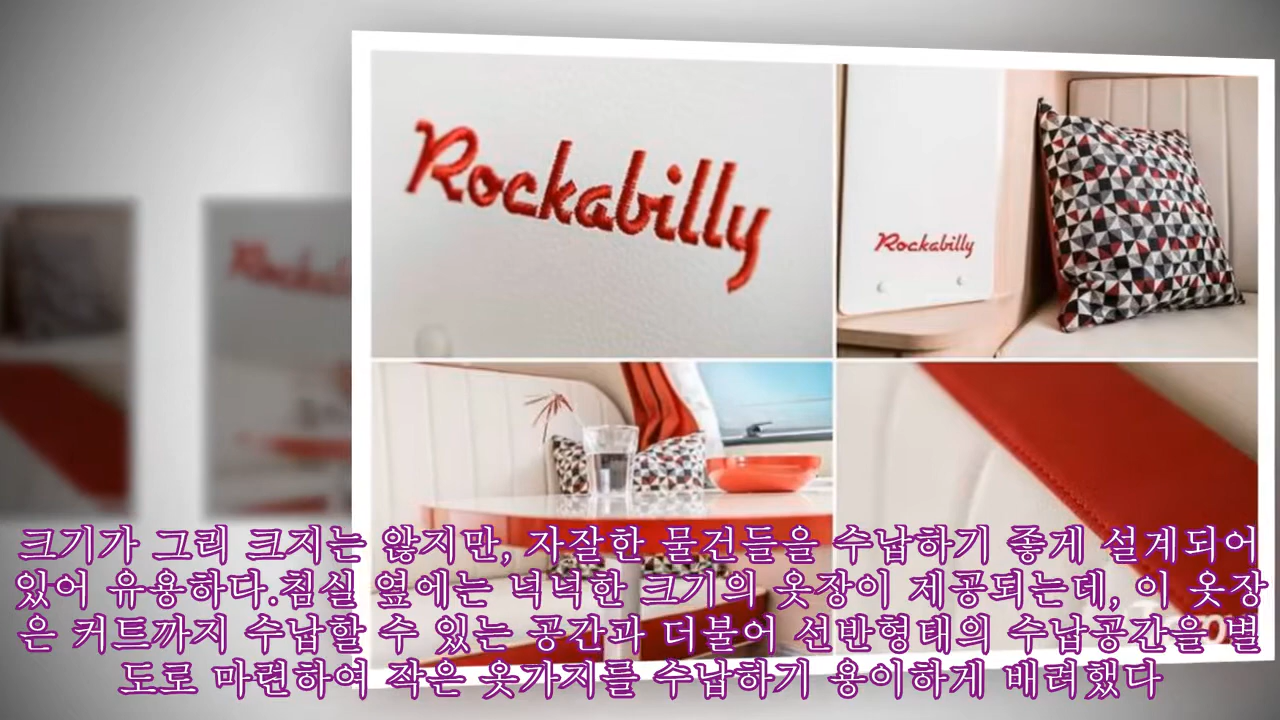 Rockabilly
Rockabilly
크기가 그리 크지는 않지만, 자잘한 물건들을 수납하기 좋게 설계되어
있어 유용하다.침실 옆에는 넉넉한 크기의 옷장이 제공되는데, 이 옷장
은 커트까지 수납할 수 있는 공간과 더불어 선반형태의 수납공간을 별
도로 마련하여 작은 옷가지를 수납하기 용이하게 배려했다